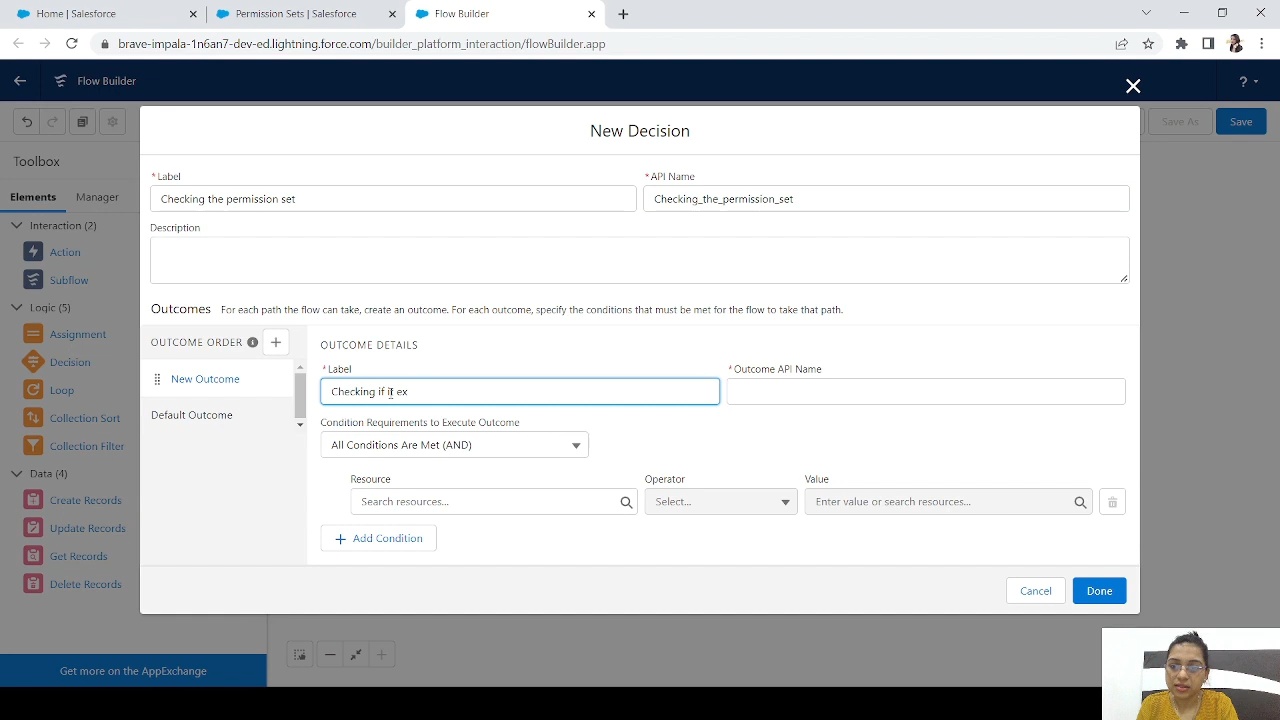 Home | Salesforce
Permission Sets | Salesforce
Flow Builder
brave-impala-1n6an7-dev-ed.lightning.force.com/builder_platform_interaction/flowBuilder.app
Flow Builder
?
Save As
Save
Toolbox
Elements
Manager
Interaction (2)
Action
Subflow
Logic (5)
Assignment
Decision
Loop
Collection Sort
Collection Filter
Data (4)
Create Records
Update Records
Get Records
Delete Records
Get more on the AppExchange
New Decision
* Label
* API Name
Checking the permission set
Checking_the_permission_set
Description
Outcomes For each path the flow can take, create an outcome. For each outcome, specify the conditions that must be met for the flow to take that path.
OUTCOME ORDER
New Outcome
Default Outcome
OUTCOME DETAILS
* Label
* Outcome API Name
Checking if it ex
Condition Requirements to Execute Outcome
All Conditions Are Met (AND)
Resource
Operator
Value
Search resources...
Select...
Enter value or search resources...
Add Condition
Cancel
Done